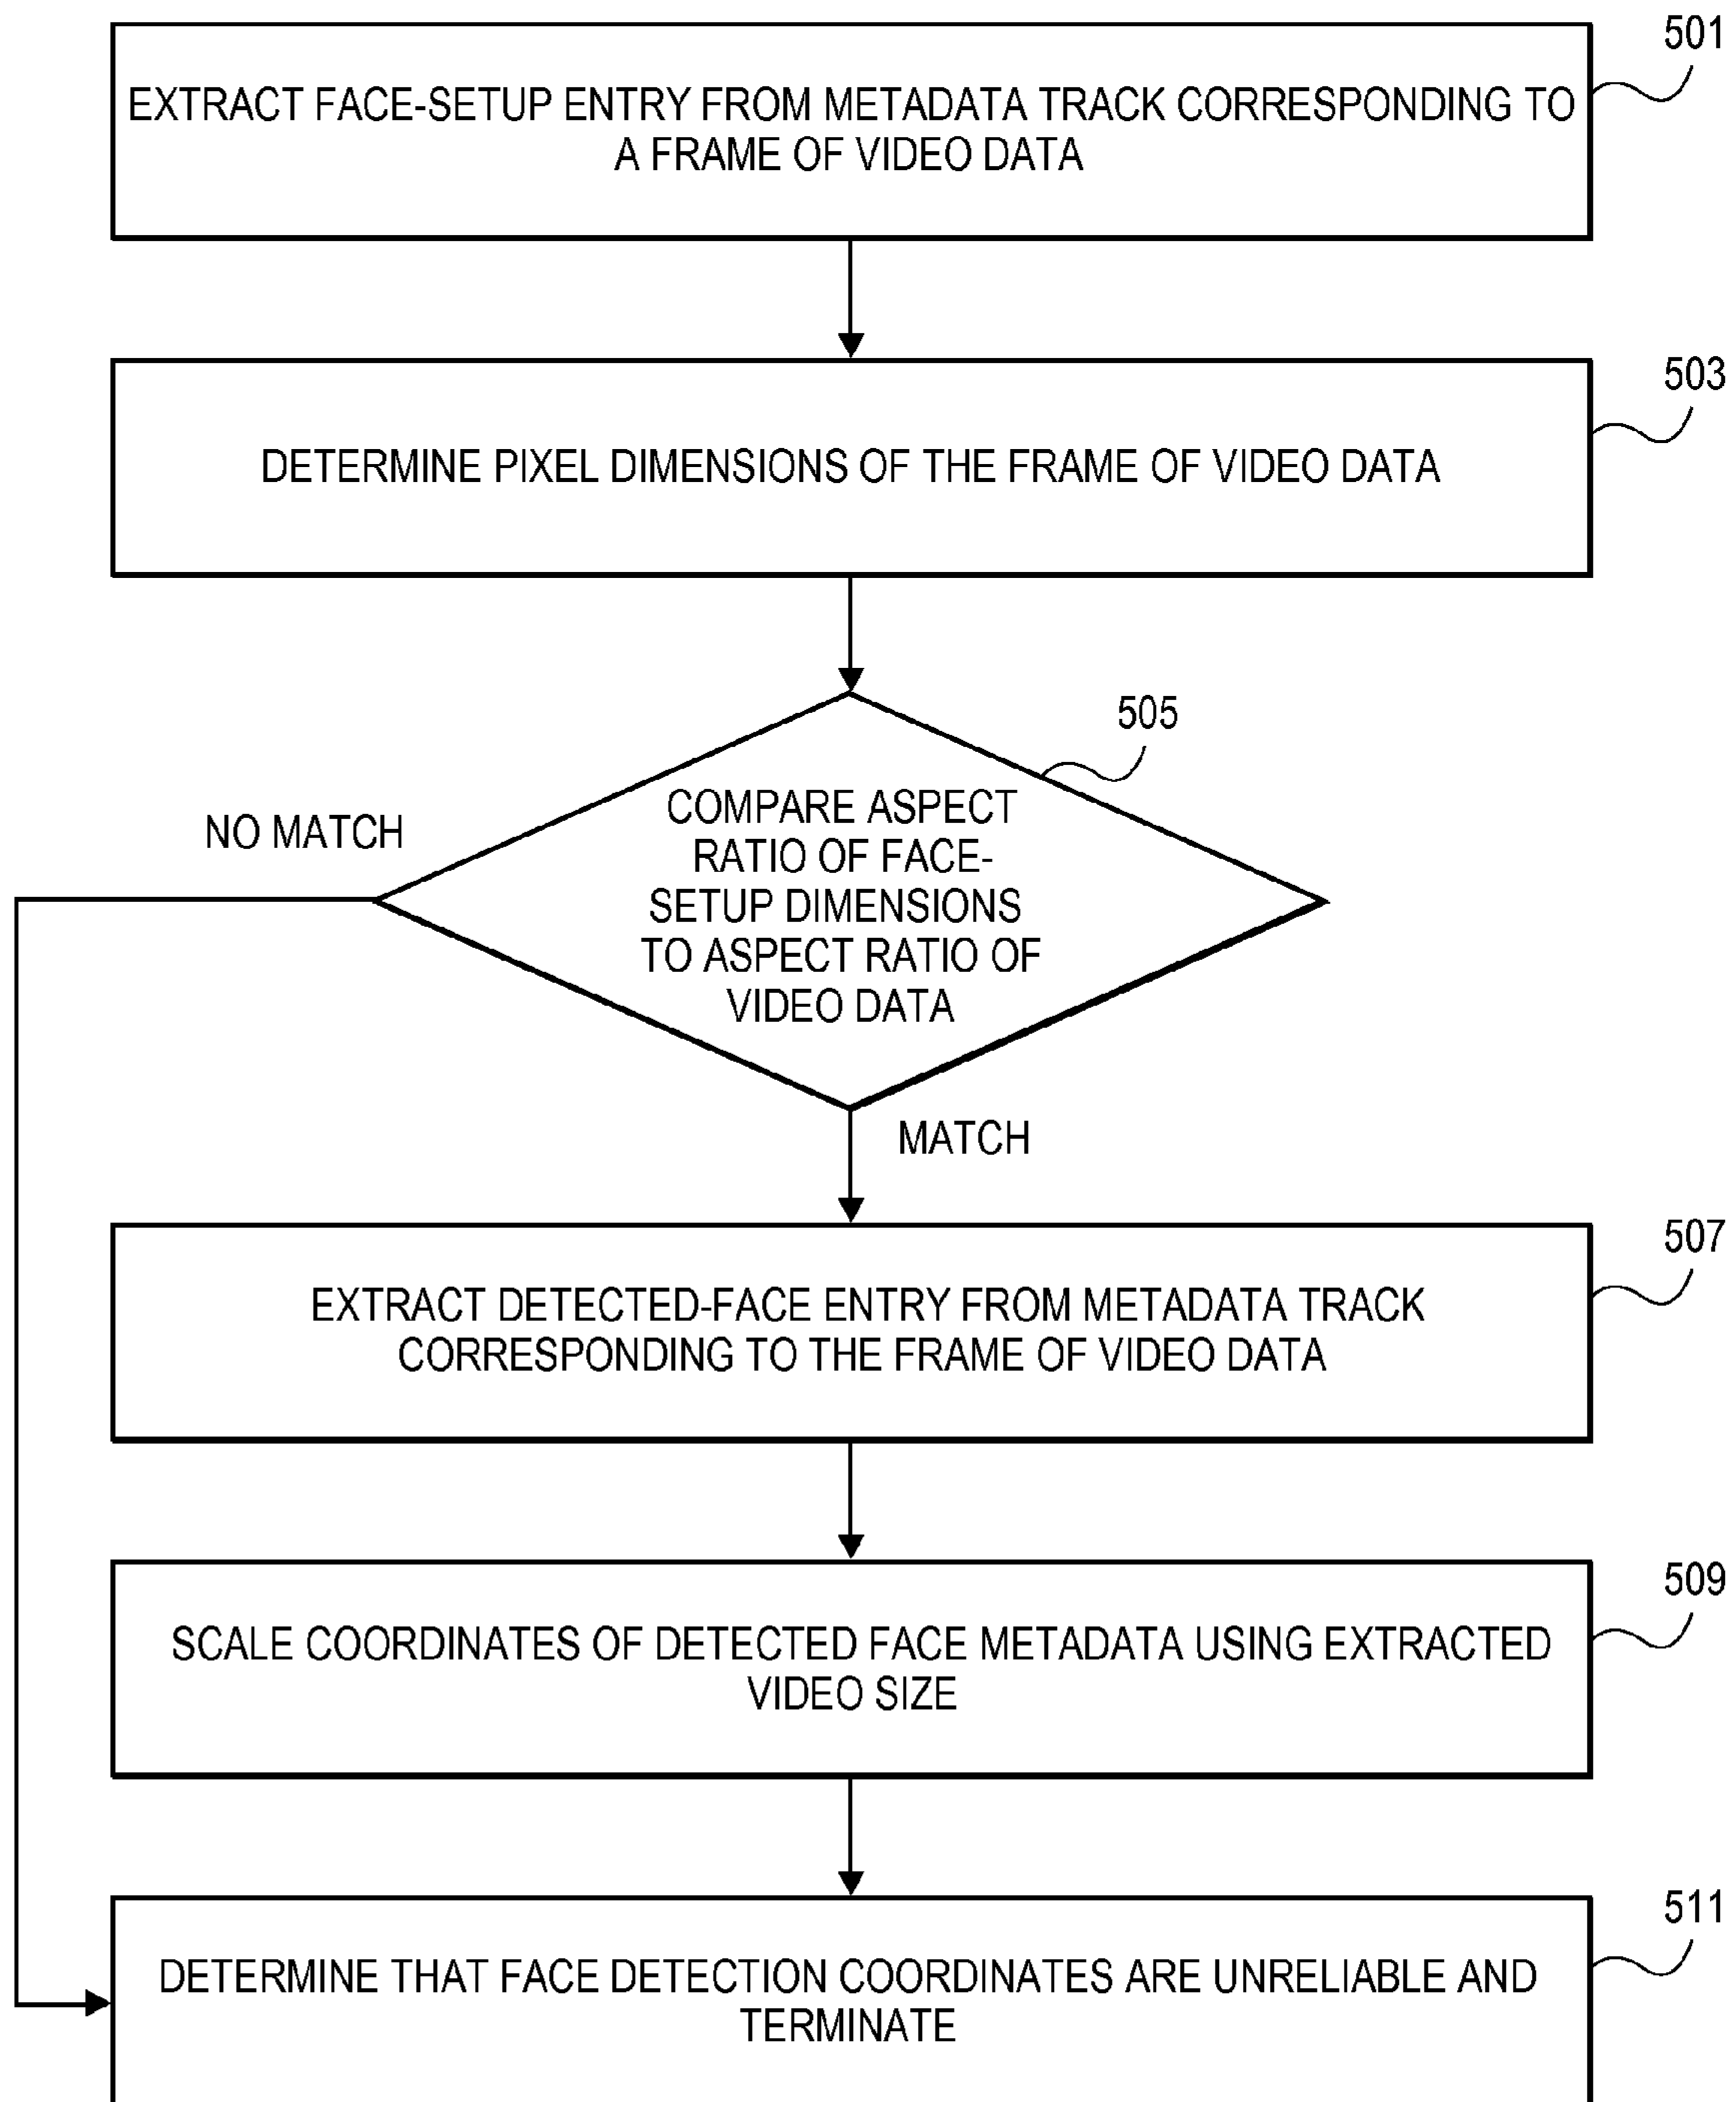 501
EXTRACT FACE-SETUP ENTRY FROM METADATA TRACK CORRESPONDING TO
A FRAME OF VIDEO DATA
503
DETERMINE PIXEL DIMENSIONS OF THE FRAME OF VIDEO DATA
505
COMPARE ASPECT
RATIO OF FACE-
SETUP DIMENSIONS
TO ASPECT RATIO OF
VIDEO DATA
NO MATCH
MATCH
507
EXTRACT DETECTED-FACE ENTRY FROM METADATA TRACK
CORRESPONDING TO THE FRAME OF VIDEO DATA
509
SCALE COORDINATES OF DETECTED FACE METADATA USING EXTRACTED
VIDEO SIZE
511
DETERMINE THAT FACE DETECTION COORDINATES ARE UNRELIABLE AND
TERMINATE